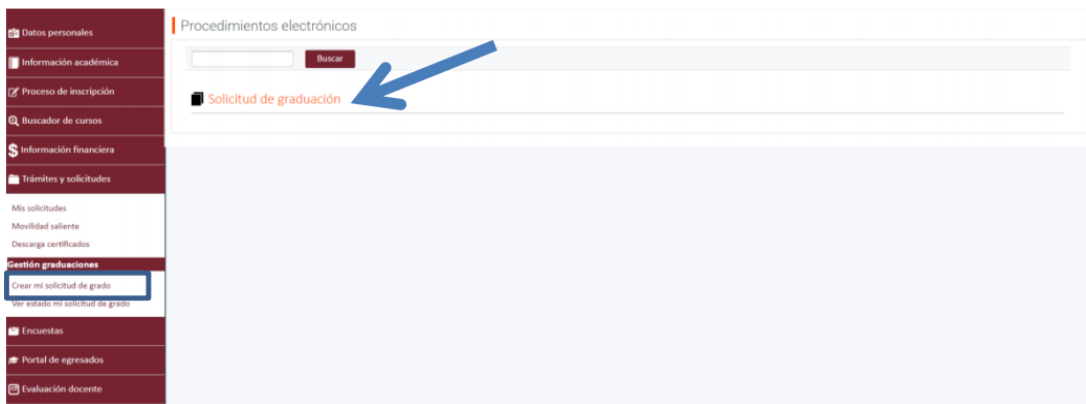 Datos personales
Información académica
Proceso de inscripción
Buscador de cursos
Información financiera
Trámites y solicitudes
Mis solicitudes
Movilidad saliente
Descarga certificados
Gestión graduaciones
Crear mi solicitud de grado
Ver estado mi solicitud de grado
Encuestas
Portal de egresados
Evaluación docente
Procedimientos electrónicos
Buscar
Solicitud de graduación